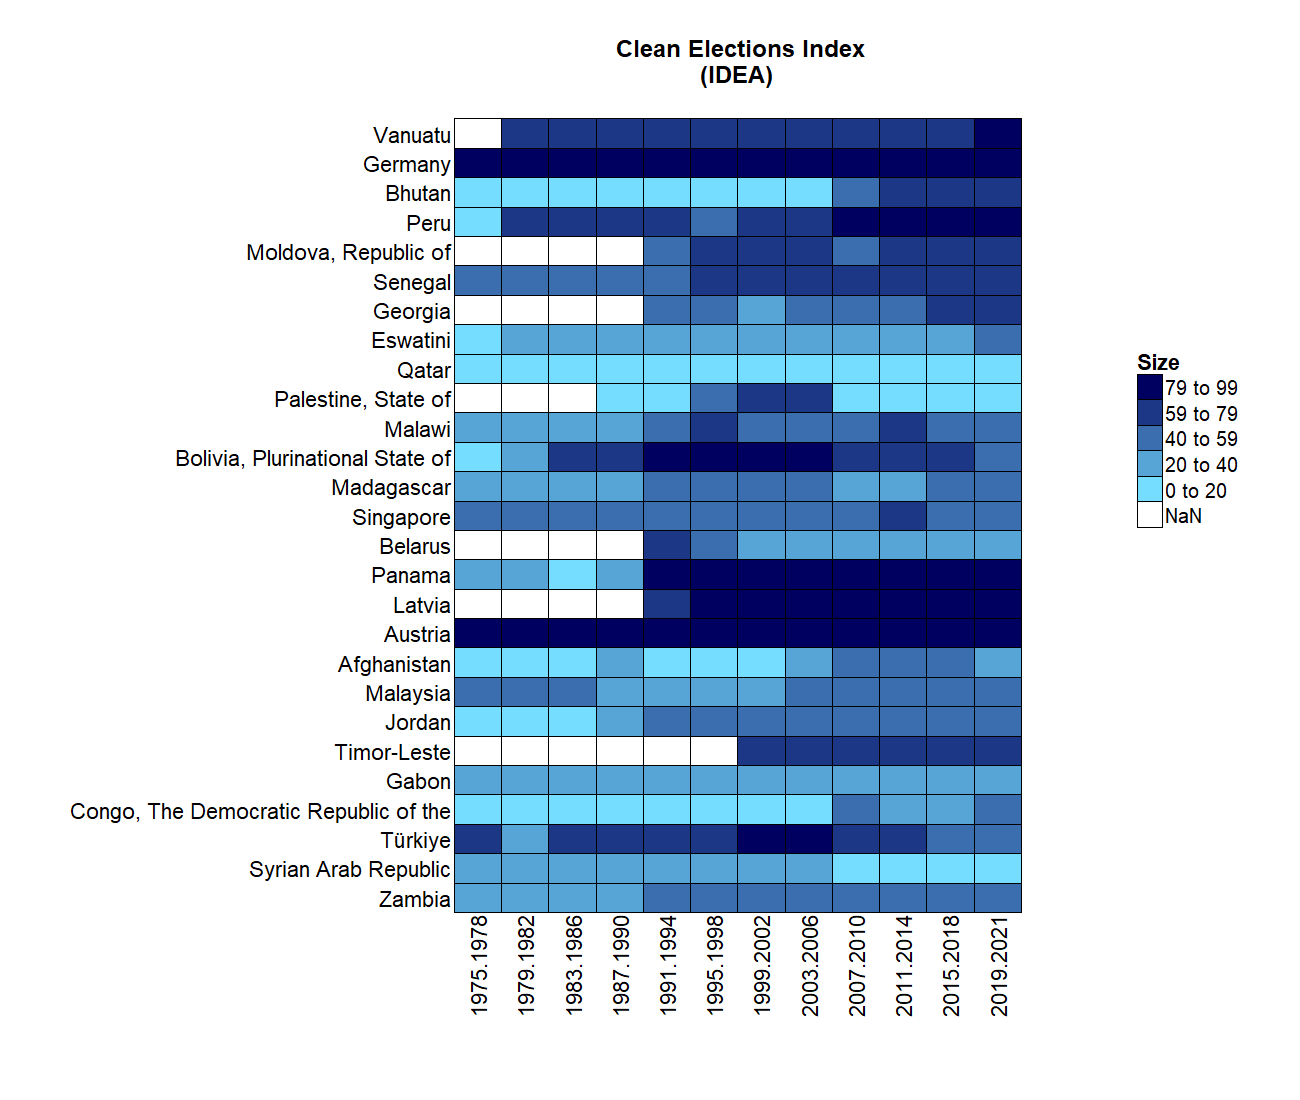 Clean Elections Index
(IDEA)
Vanuatu
Germany
Bhutan
Peru
Moldova, Republic of
Senegal
Georgia
Eswatini
Qatar
Palestine, State of
Malawi
Bolivia, Plurinational State of
Madagascar
Singapore
Belarus
Panama
Latvia
Austria
Afghanistan
Malaysia
Jordan
Timor-Leste
Gabon
Congo, The Democratic Republic of the
Türkiye
Syrian Arab Republic
Zambia
1975.1978
1979.1982
1983.1986
1987.1990
1991.1994
1995.1998
1999.2002
2003.2006
2007.2010
2011.2014
2015.2018
2019.2021
Size
79 to 99
59 to 79
40 to 59
20 to 40
0 to 20
NaN